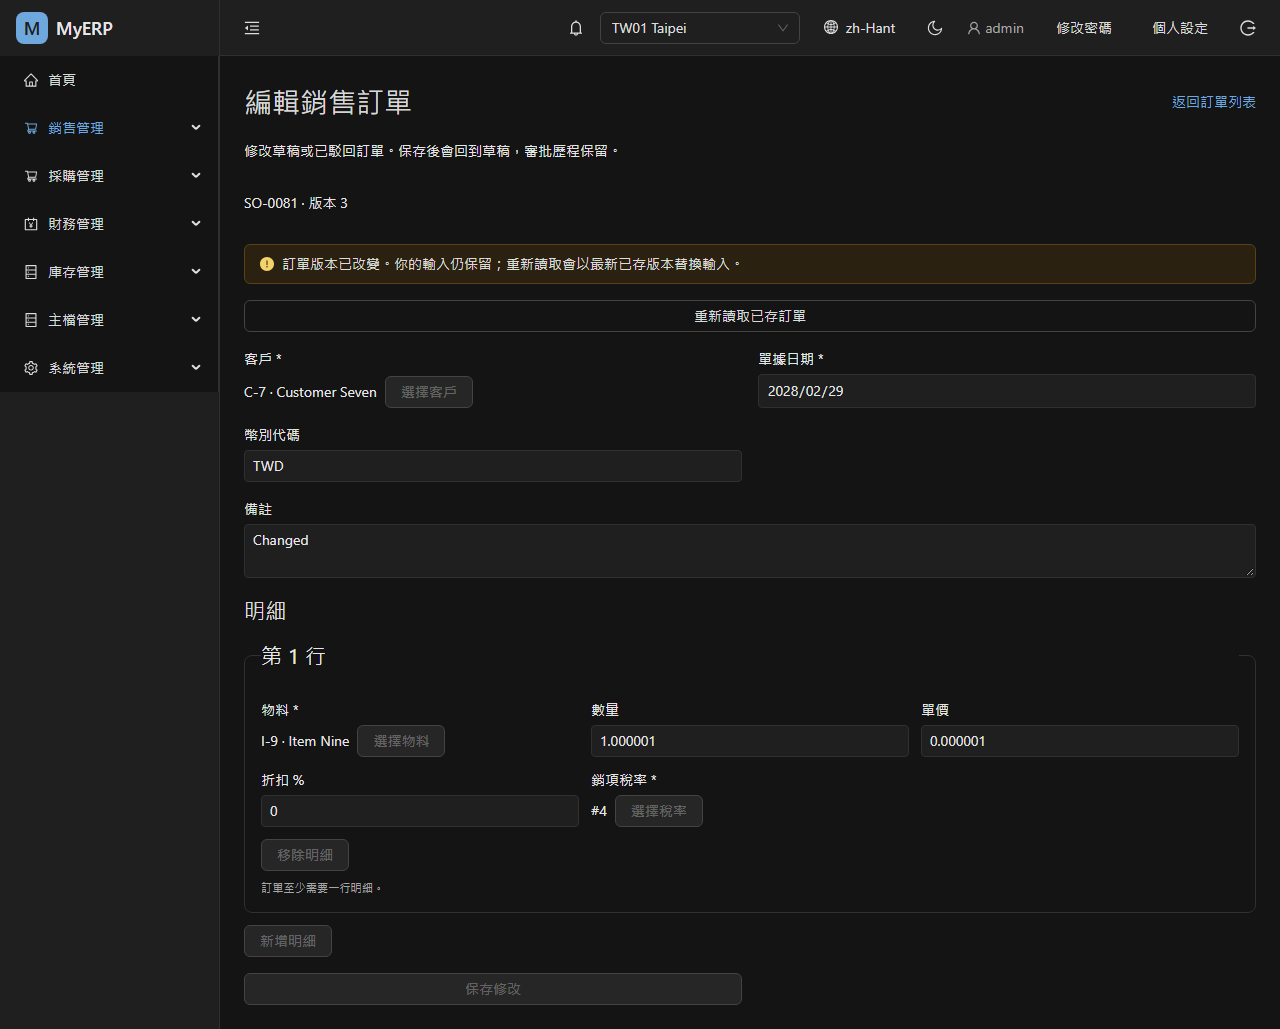 M MyERP
TW01 Taipei
zh-Hant
admin
修改密碼
個人設定
首頁
銷售管理
採購管理
財務管理
庫存管理
主檔管理
系統管理
編輯銷售訂單
返回訂單列表
修改草稿或已駁回訂單。保存後會回到草稿，審批歷程保留。
SO-0081 · 版本 3
訂單版本已改變。你的輸入仍保留；重新讀取會以最新已存版本替換輸入。
重新讀取已存訂單
客戶 *
C-7 · Customer Seven
選擇客戶
單據日期 *
2028/02/29
幣別代碼
TWD
備註
Changed
明細
第 1 行
物料 *
I-9 · Item Nine
選擇物料
數量
1.000001
單價
0.000001
折扣 %
0
銷項稅率 *
#4
選擇稅率
移除明細
訂單至少需要一行明細。
新增明細
保存修改